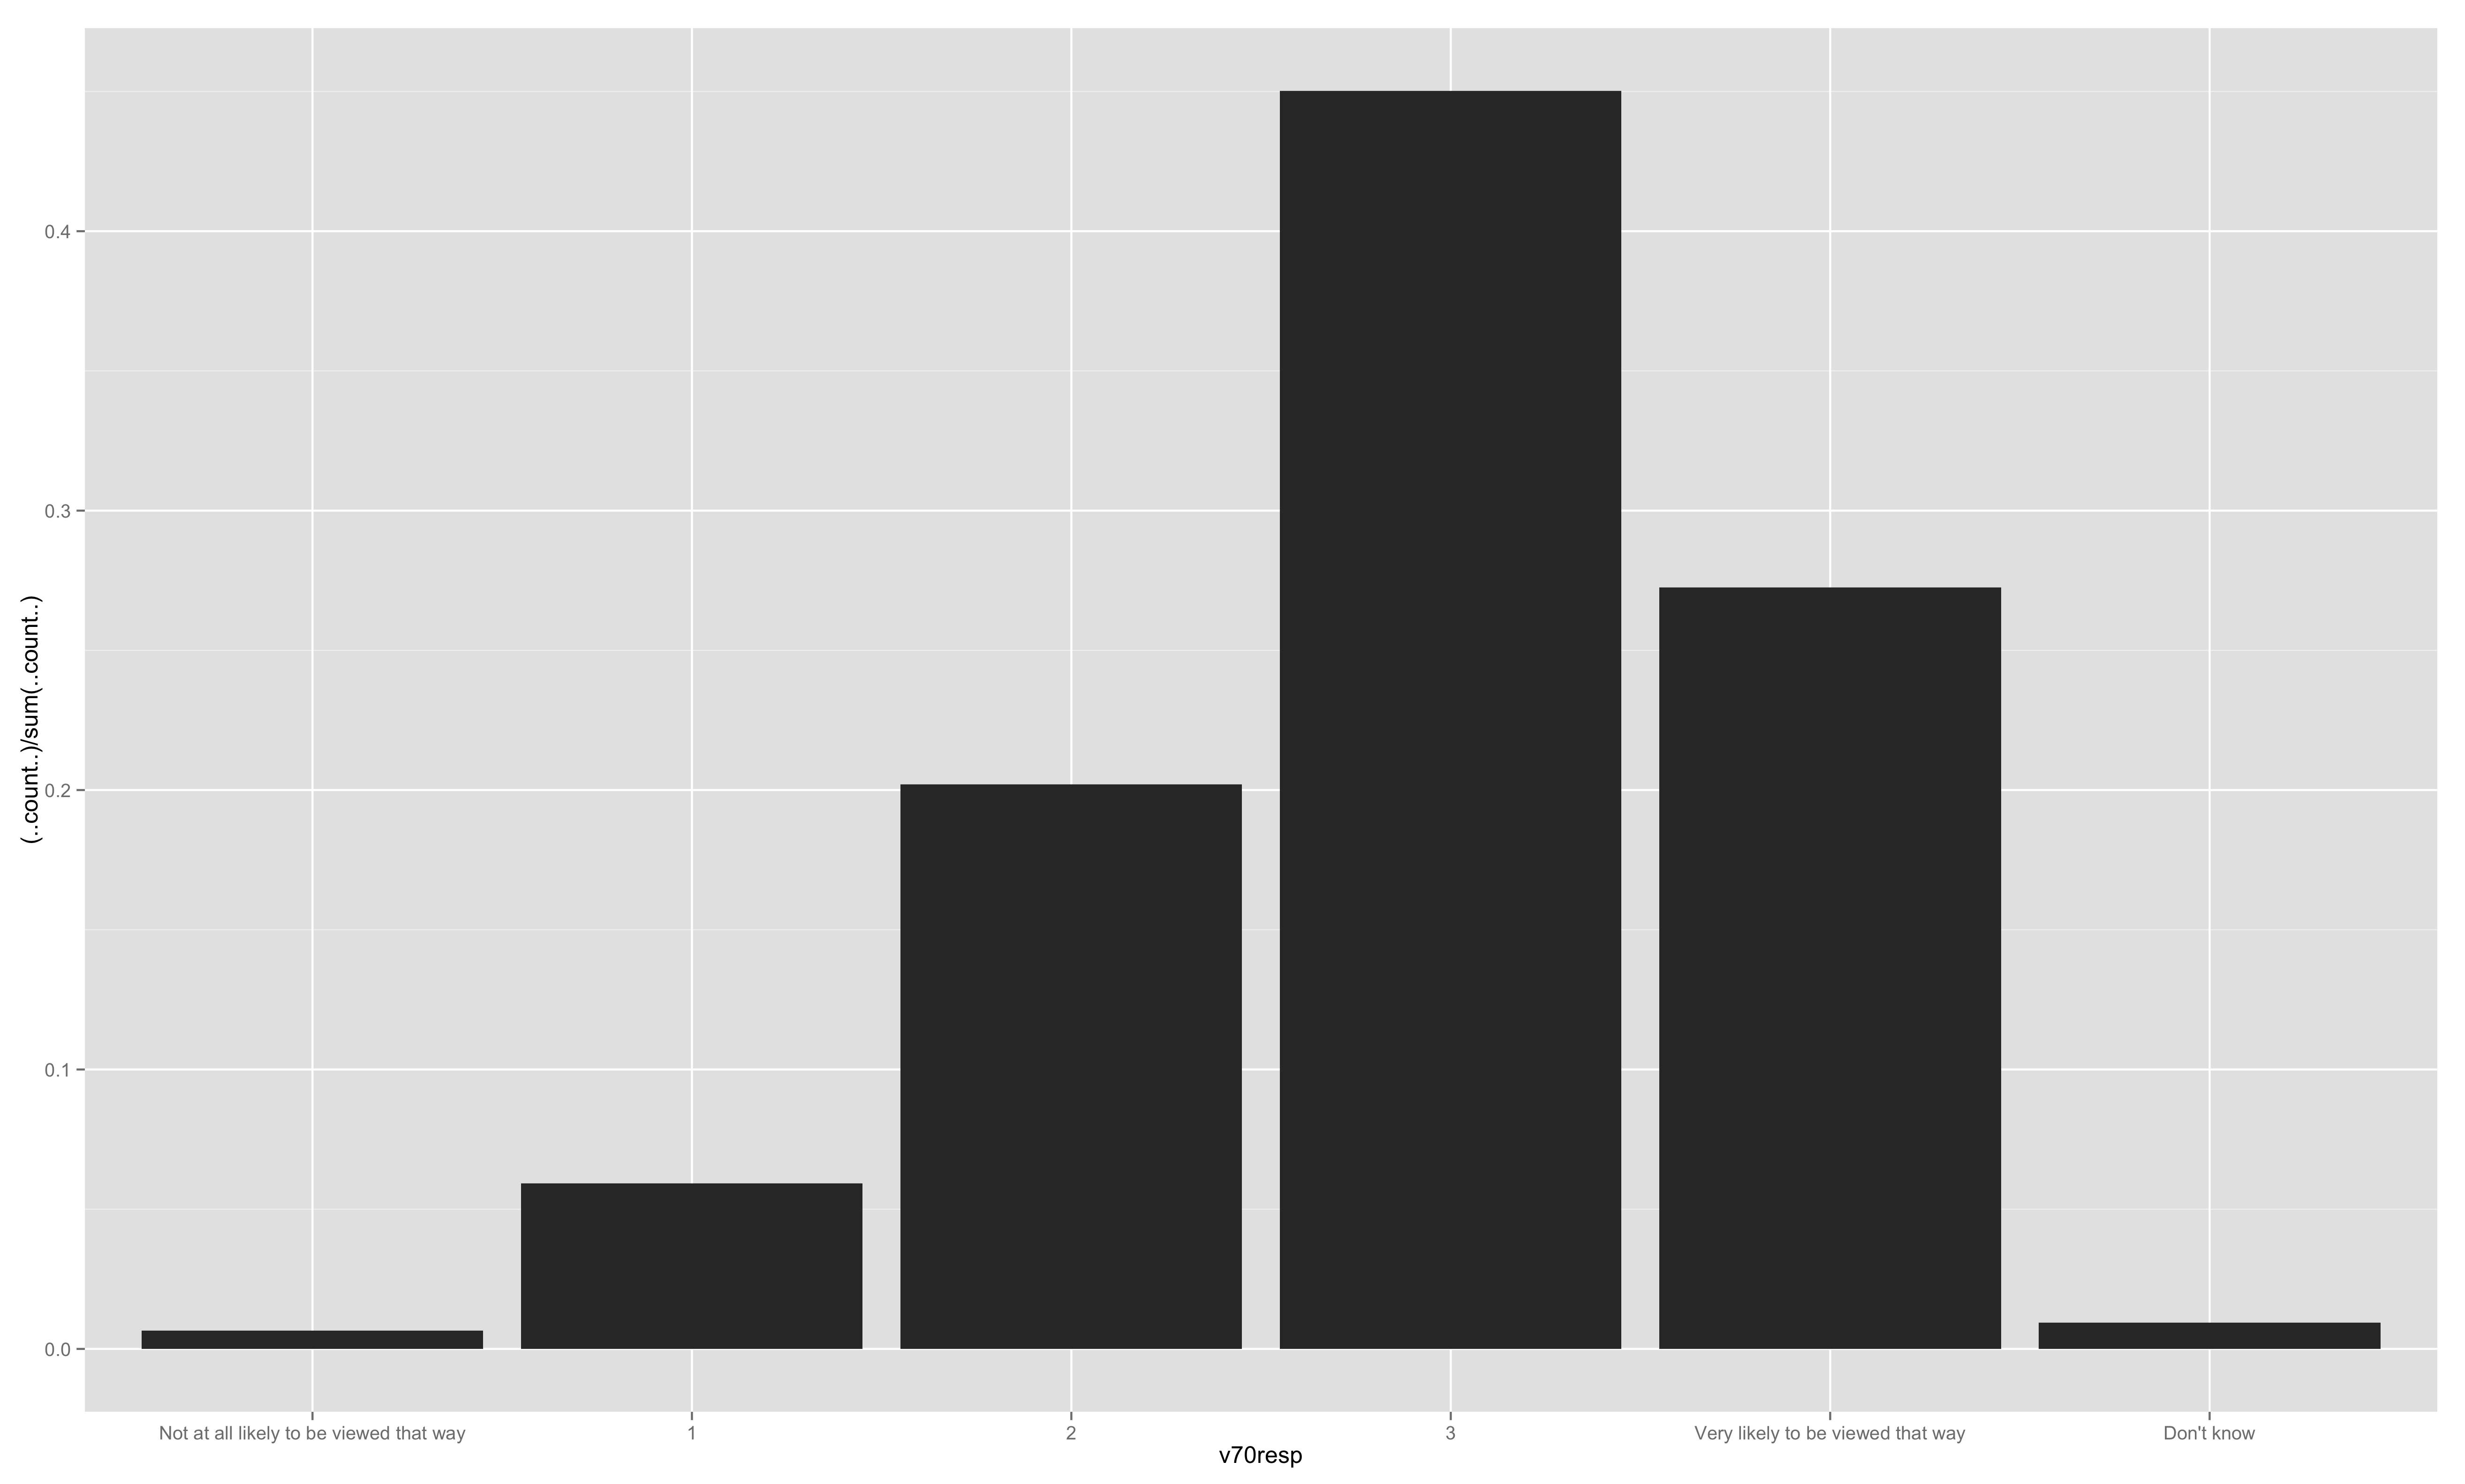 (..count..)/sum(..count..)
0.4
0.3
0.2
0.1
0.0
Not at all likely to be viewed that way
1
2
3
Very likely to be viewed that way
Don't know
v70resp